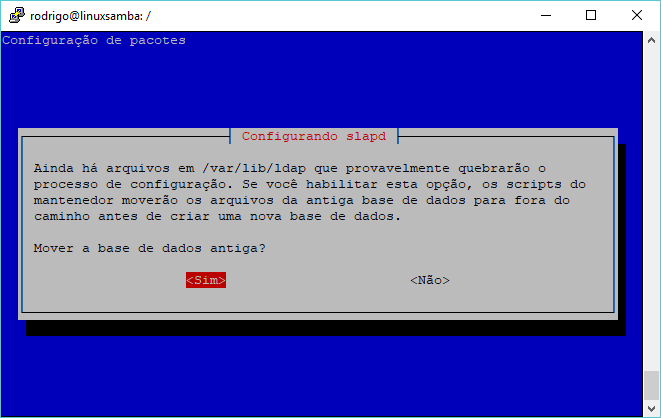 rodrigo@linuxsamba: /
Configuração de pacotes
Configurando slapd
Ainda há arquivos em /var/lib/ldap que provavelmente quebrarão o
processo de configuração. Se você habilitar esta opção, os scripts do
mantenedor moverão os arquivos da antiga base de dados para fora do
caminho antes de criar uma nova base de dados.
Mover a base de dados antiga?
<Sim> <Não>